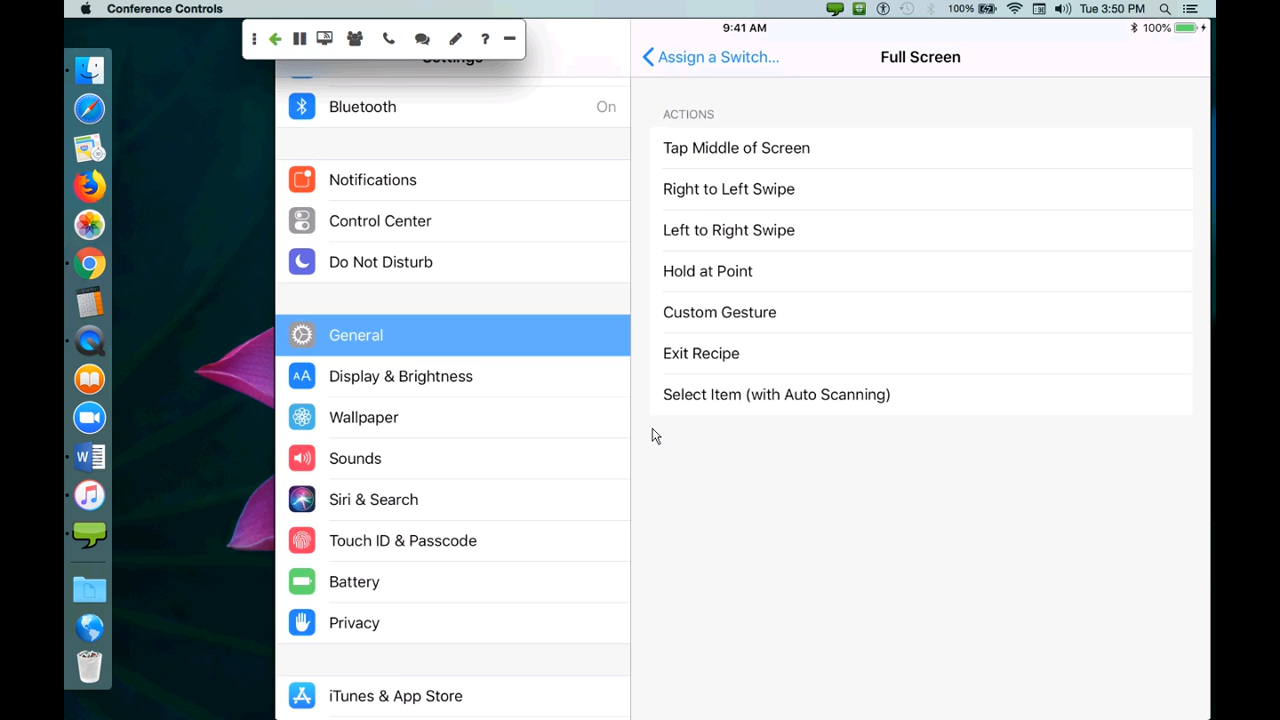 Conference Controls
100%
Tue 3:50 PM
?
Settings
Bluetooth
On
Notifications
Control Center
Do Not Disturb
General
AA
Display & Brightness
Wallpaper
Sounds
Siri & Search
Touch ID & Passcode
Battery
Privacy
iTunes & App Store
9:41 AM
100%
Assign a Switch...
Full Screen
ACTIONS
Tap Middle of Screen
Right to Left Swipe
Left to Right Swipe
Hold at Point
Custom Gesture
Exit Recipe
Select Item (with Auto Scanning)
W